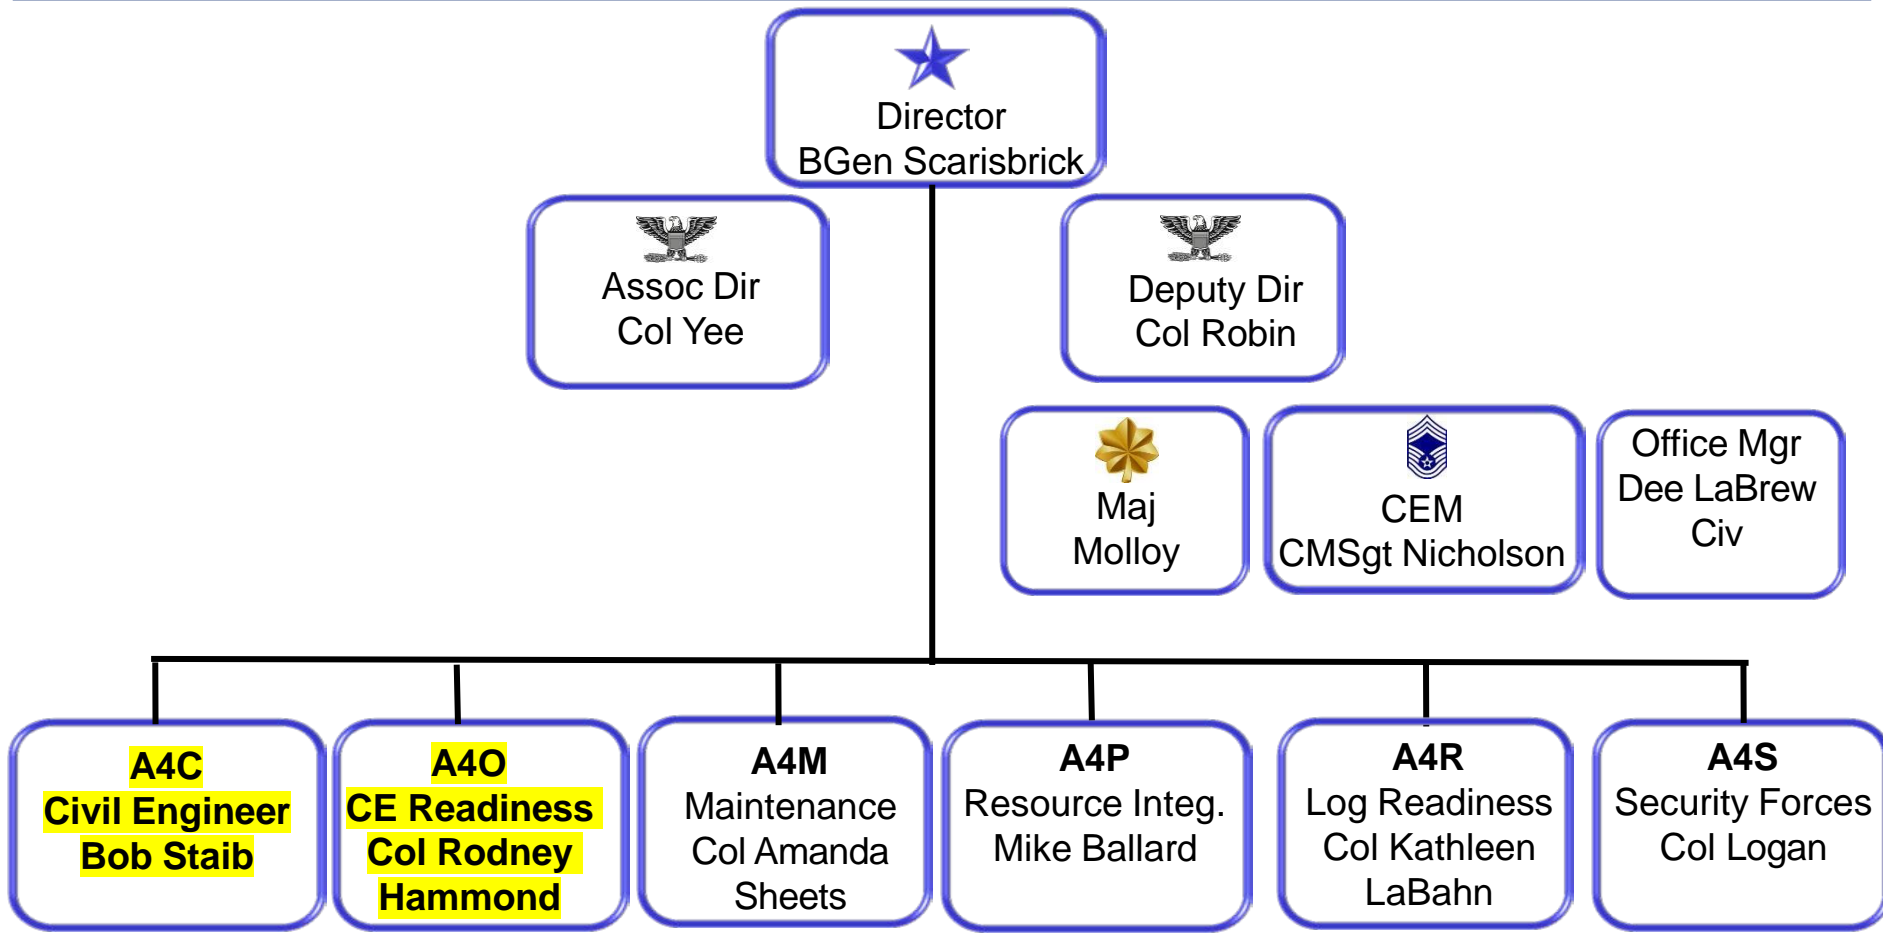 Director
BGen Scarisbrick
Assoc Dir
Col Yee
Deputy Dir
Col Robin
Maj
Molloy
CEM
CMSgt Nicholson
Office Mgr
Dee LaBrew
Civ
A4C
Civil Engineer
Bob Staib
A4O
CE Readiness
Col Rodney
Hammond
A4M
Maintenance
Col Amanda
Sheets
A4P
Resource Integ.
Mike Ballard
A4R
Log Readiness
Col Kathleen
LaBahn
A4S
Security Forces
Col Logan